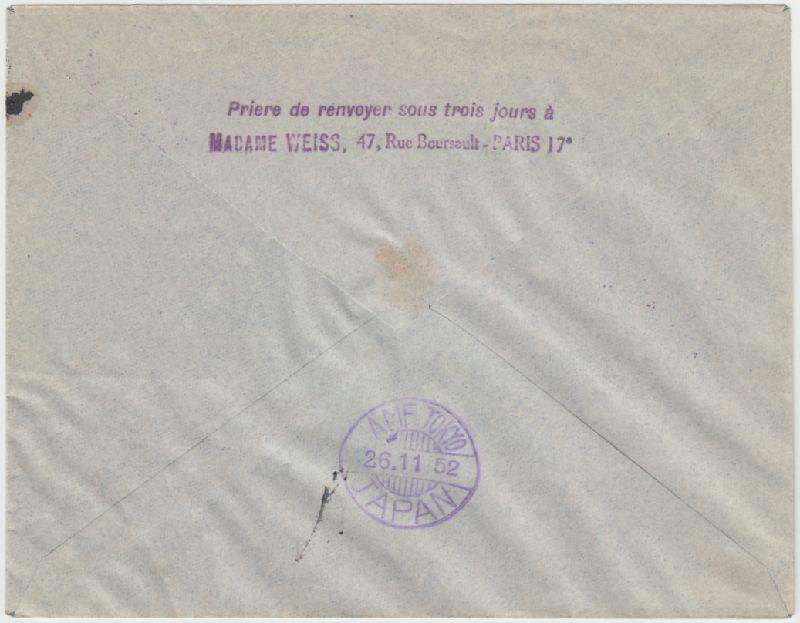 Priere de renvoyer sous trois jours à
MADAME WEISS, 47, Rue Boursault - PARIS 17e
AMF TOKYO
26.11 52
JAPAN